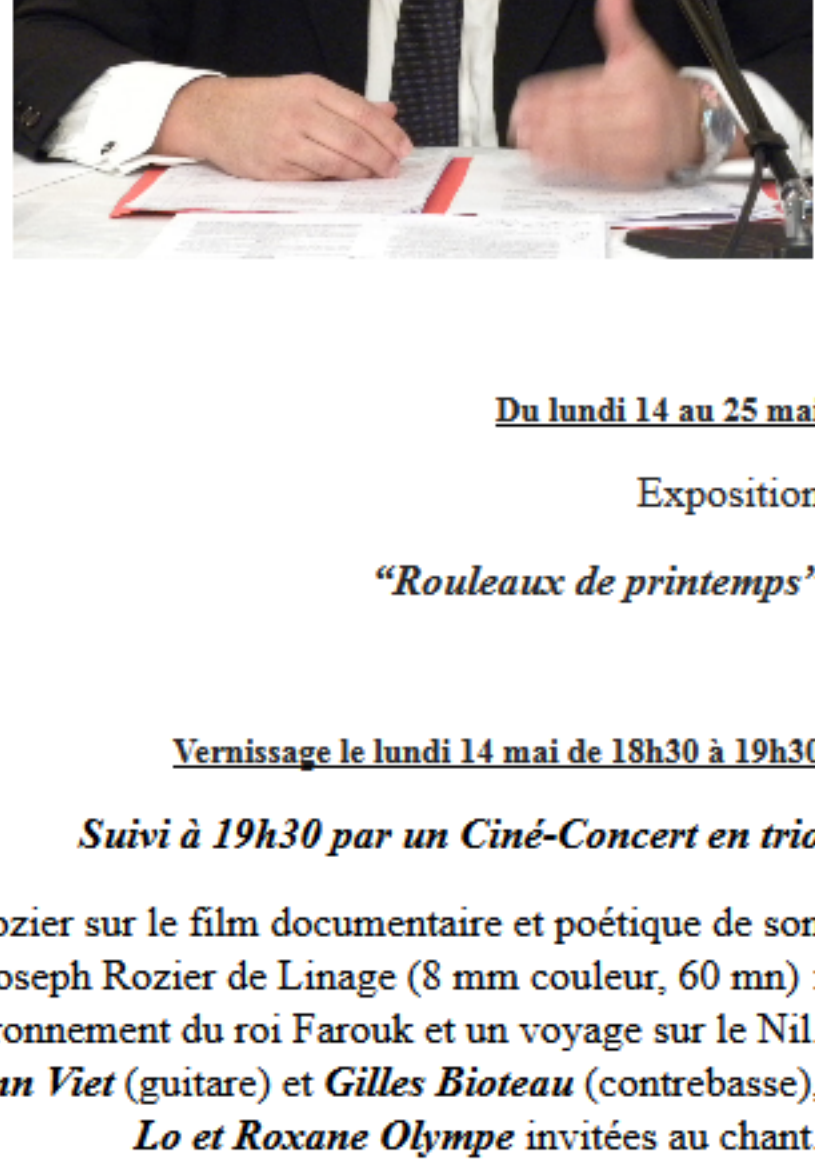 Du lundi 14 au 25 mai
Exposition
“Rouleaux de printemps”
Vernissage le lundi 14 mai de 18h30 à 19h30
Suivi à 19h30 par un Ciné-Concert en trio
ozier sur le film documentaire et poétique de son
oseph Rozier de Linage (8 mm couleur, 60 mn) :
ronnement du roi Farouk et un voyage sur le Nil.
nn Viet (guitare) et Gilles Bioteau (contrebasse),
Lo et Roxane Olympe invitées au chant.